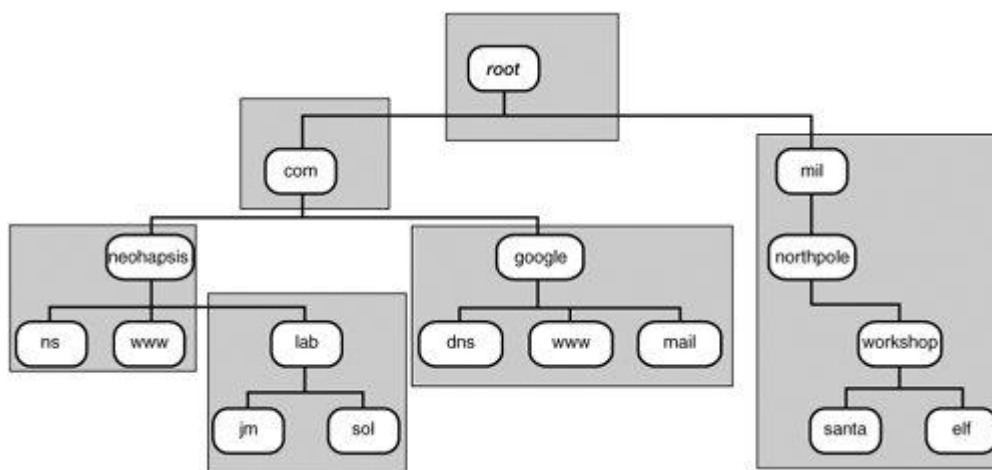 root
com
mil
neohapsis
google
northpole
ns
www
lab
dns
www
mail
workshop
jm
sol
santa
elf